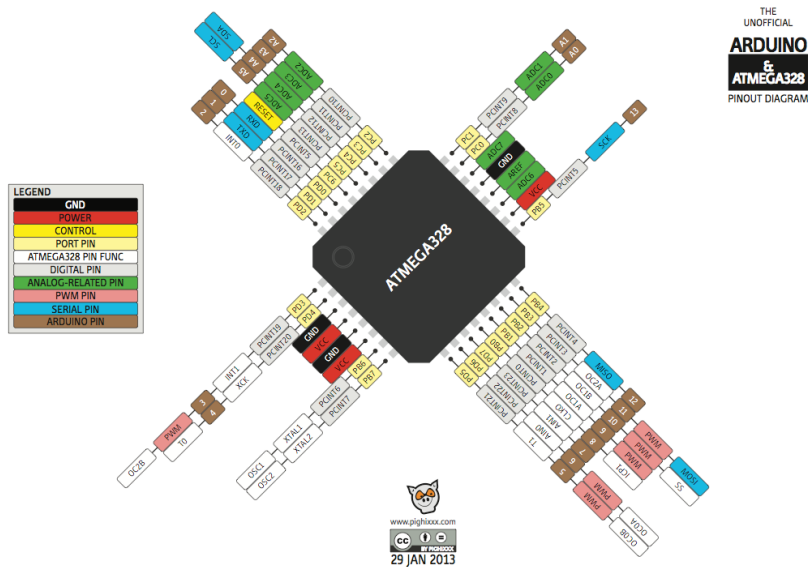 THE
UNOFFICIAL
ARDUINO
&
ATMEGA328
PINOUT DIAGRAM
SDA
SCL
A2
A3
A4
A5
ADC2
ADC3
ADC4
ADC5
RESET
0
1
2
RXD
TXD
INT0
PCINT10
PCINT11
PCINT12
PCINT13
PCINT14
PCINT16
PCINT17
PCINT18
PC2
PC3
PC4
PC5
PC6
PD0
PD1
PD2
A1
A0
ADC1
ADC0
PCINT9
PCINT8
PC1
PC0
ADC7
GND
AREF
ADC6
VCC
PB5
PCINT5
SCK
13
ATMEGA328
LEGEND
GND
POWER
CONTROL
PORT PIN
ATMEGA328 PIN FUNC
DIGITAL PIN
ANALOG-RELATED PIN
PWM PIN
SERIAL PIN
ARDUINO PIN
PD3
PD4
GND
VCC
GND
VCC
PB6
PB7
PCINT19
PCINT20
INT1
XCK
3
4
PWM
T0
OC2B
PCINT6
PCINT7
XTAL1
XTAL2
OSC1
OSC2
PB4
PB3
PB2
PB1
PB0
PD7
PD6
PD5
PCINT4
PCINT3
PCINT2
PCINT1
PCINT0
PCINT23
PCINT22
PCINT21
MISO
OC2A
OC1B
OC1A
CLKO
AIN1
AIN0
T1
12
11
10
9
8
7
6
5
PWM
PWM
PWM
ICP1
MOSI
SS
PWM
PWM
OC0A
OC0B
www.pighixxx.com
cc
BY PIGHIXXX
29 JAN 2013